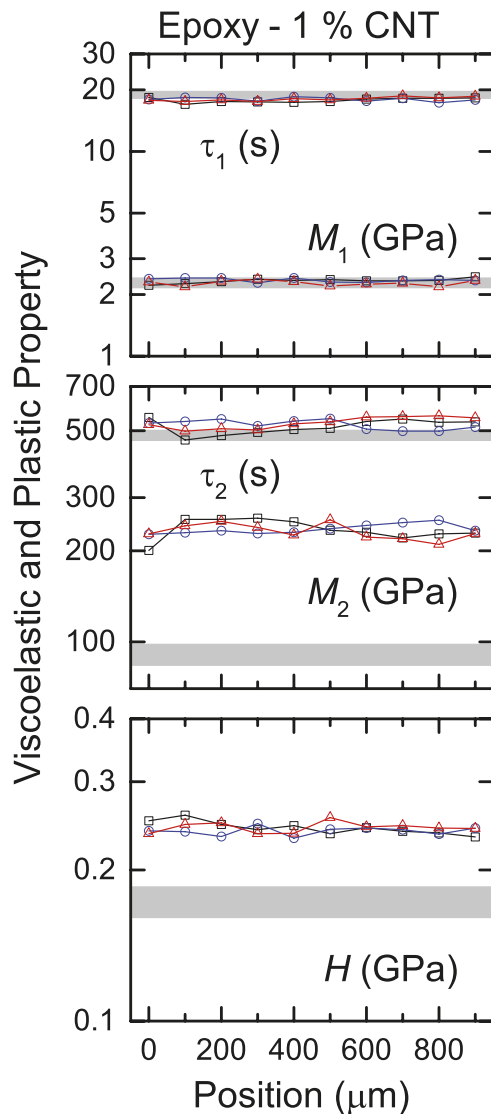 Epoxy - 1 % CNT
Viscoelastic and Plastic Property
30
20
τ1 (s)
10
5
M1 (GPa)
3
2
1
700
500
τ2 (s)
300
200
M2 (GPa)
100
0.4
0.3
0.2
H (GPa)
0.1
0 200 400 600 800
Position (μm)